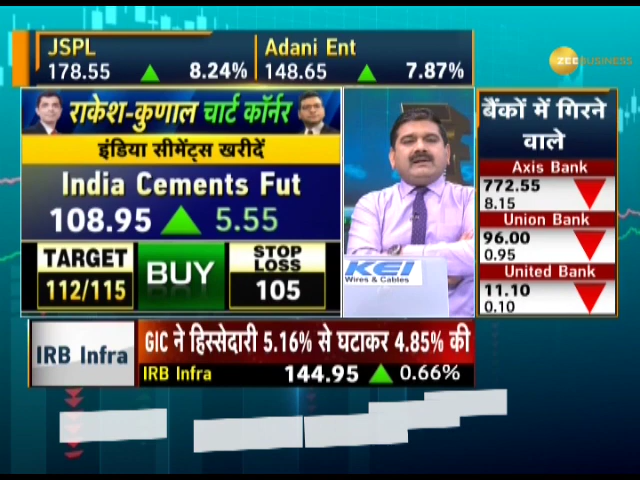 JSPL
178.55 8.24%
Adani Ent
148.65 7.87%
ZEE BUSINESS
राकेश-कुणाल चार्ट कॉर्नर
इंडिया सीमेंट्स खरीदें
India Cements Fut
108.95 5.55
TARGET
112/115
BUY
STOP
LOSS
105
KEI
Wires & Cables
बैंकों में गिरने
वाले
Axis Bank
772.55
8.15
Union Bank
96.00
0.95
United Bank
11.10
0.10
IRB Infra
GIC ने हिस्सेदारी 5.16% से घटाकर 4.85% की
IRB Infra 144.95 0.66%